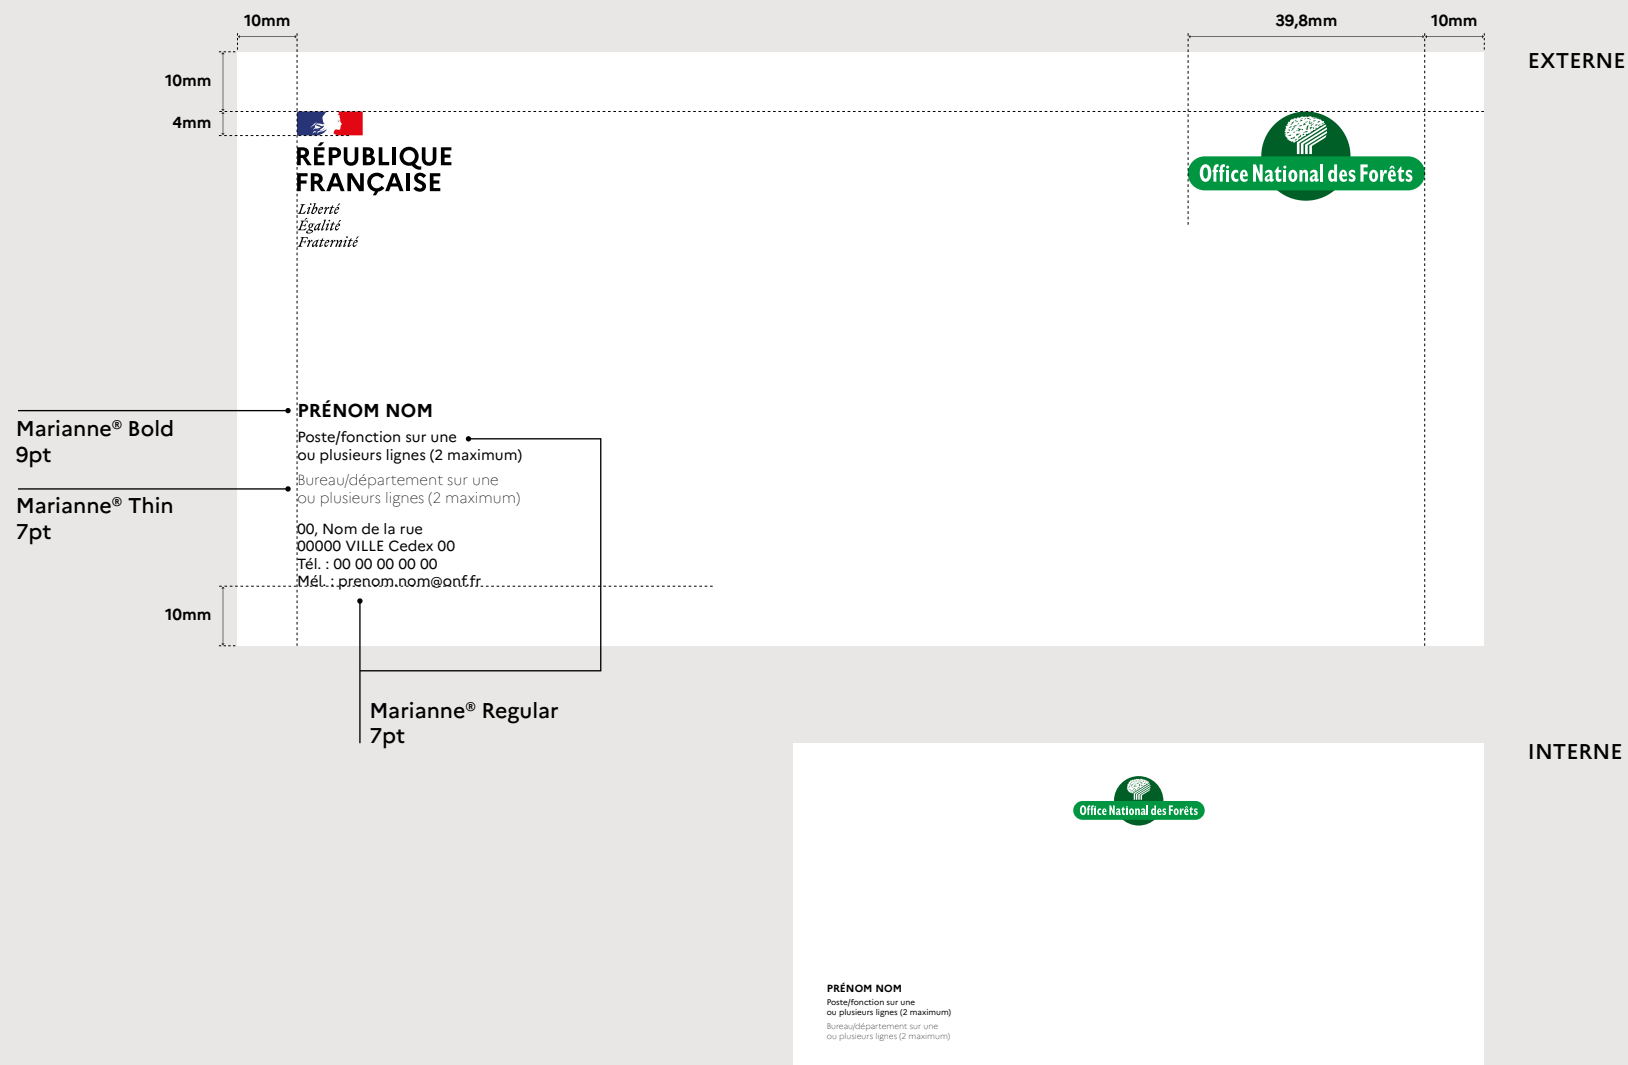 10mm
39,8mm
10mm
EXTERNE
10mm
4mm
RÉPUBLIQUE
FRANÇAISE
Liberté
Égalité
Fraternité
Office National des Forêts
PRÉNOM NOM
Marianne® Bold
9pt
Poste/fonction sur une
ou plusieurs lignes (2 maximum)
Bureau/département sur une
ou plusieurs lignes (2 maximum)
Marianne® Thin
7pt
00, Nom de la rue
00000 VILLE Cedex 00
Tél. : 00 00 00 00 00
Mél. : prenom.nom@onf.fr
10mm
Marianne® Regular
7pt
INTERNE
Office National des Forêts
PRÉNOM NOM
Poste/fonction sur une
ou plusieurs lignes (2 maximum)
Bureau/département sur une
ou plusieurs lignes (2 maximum)